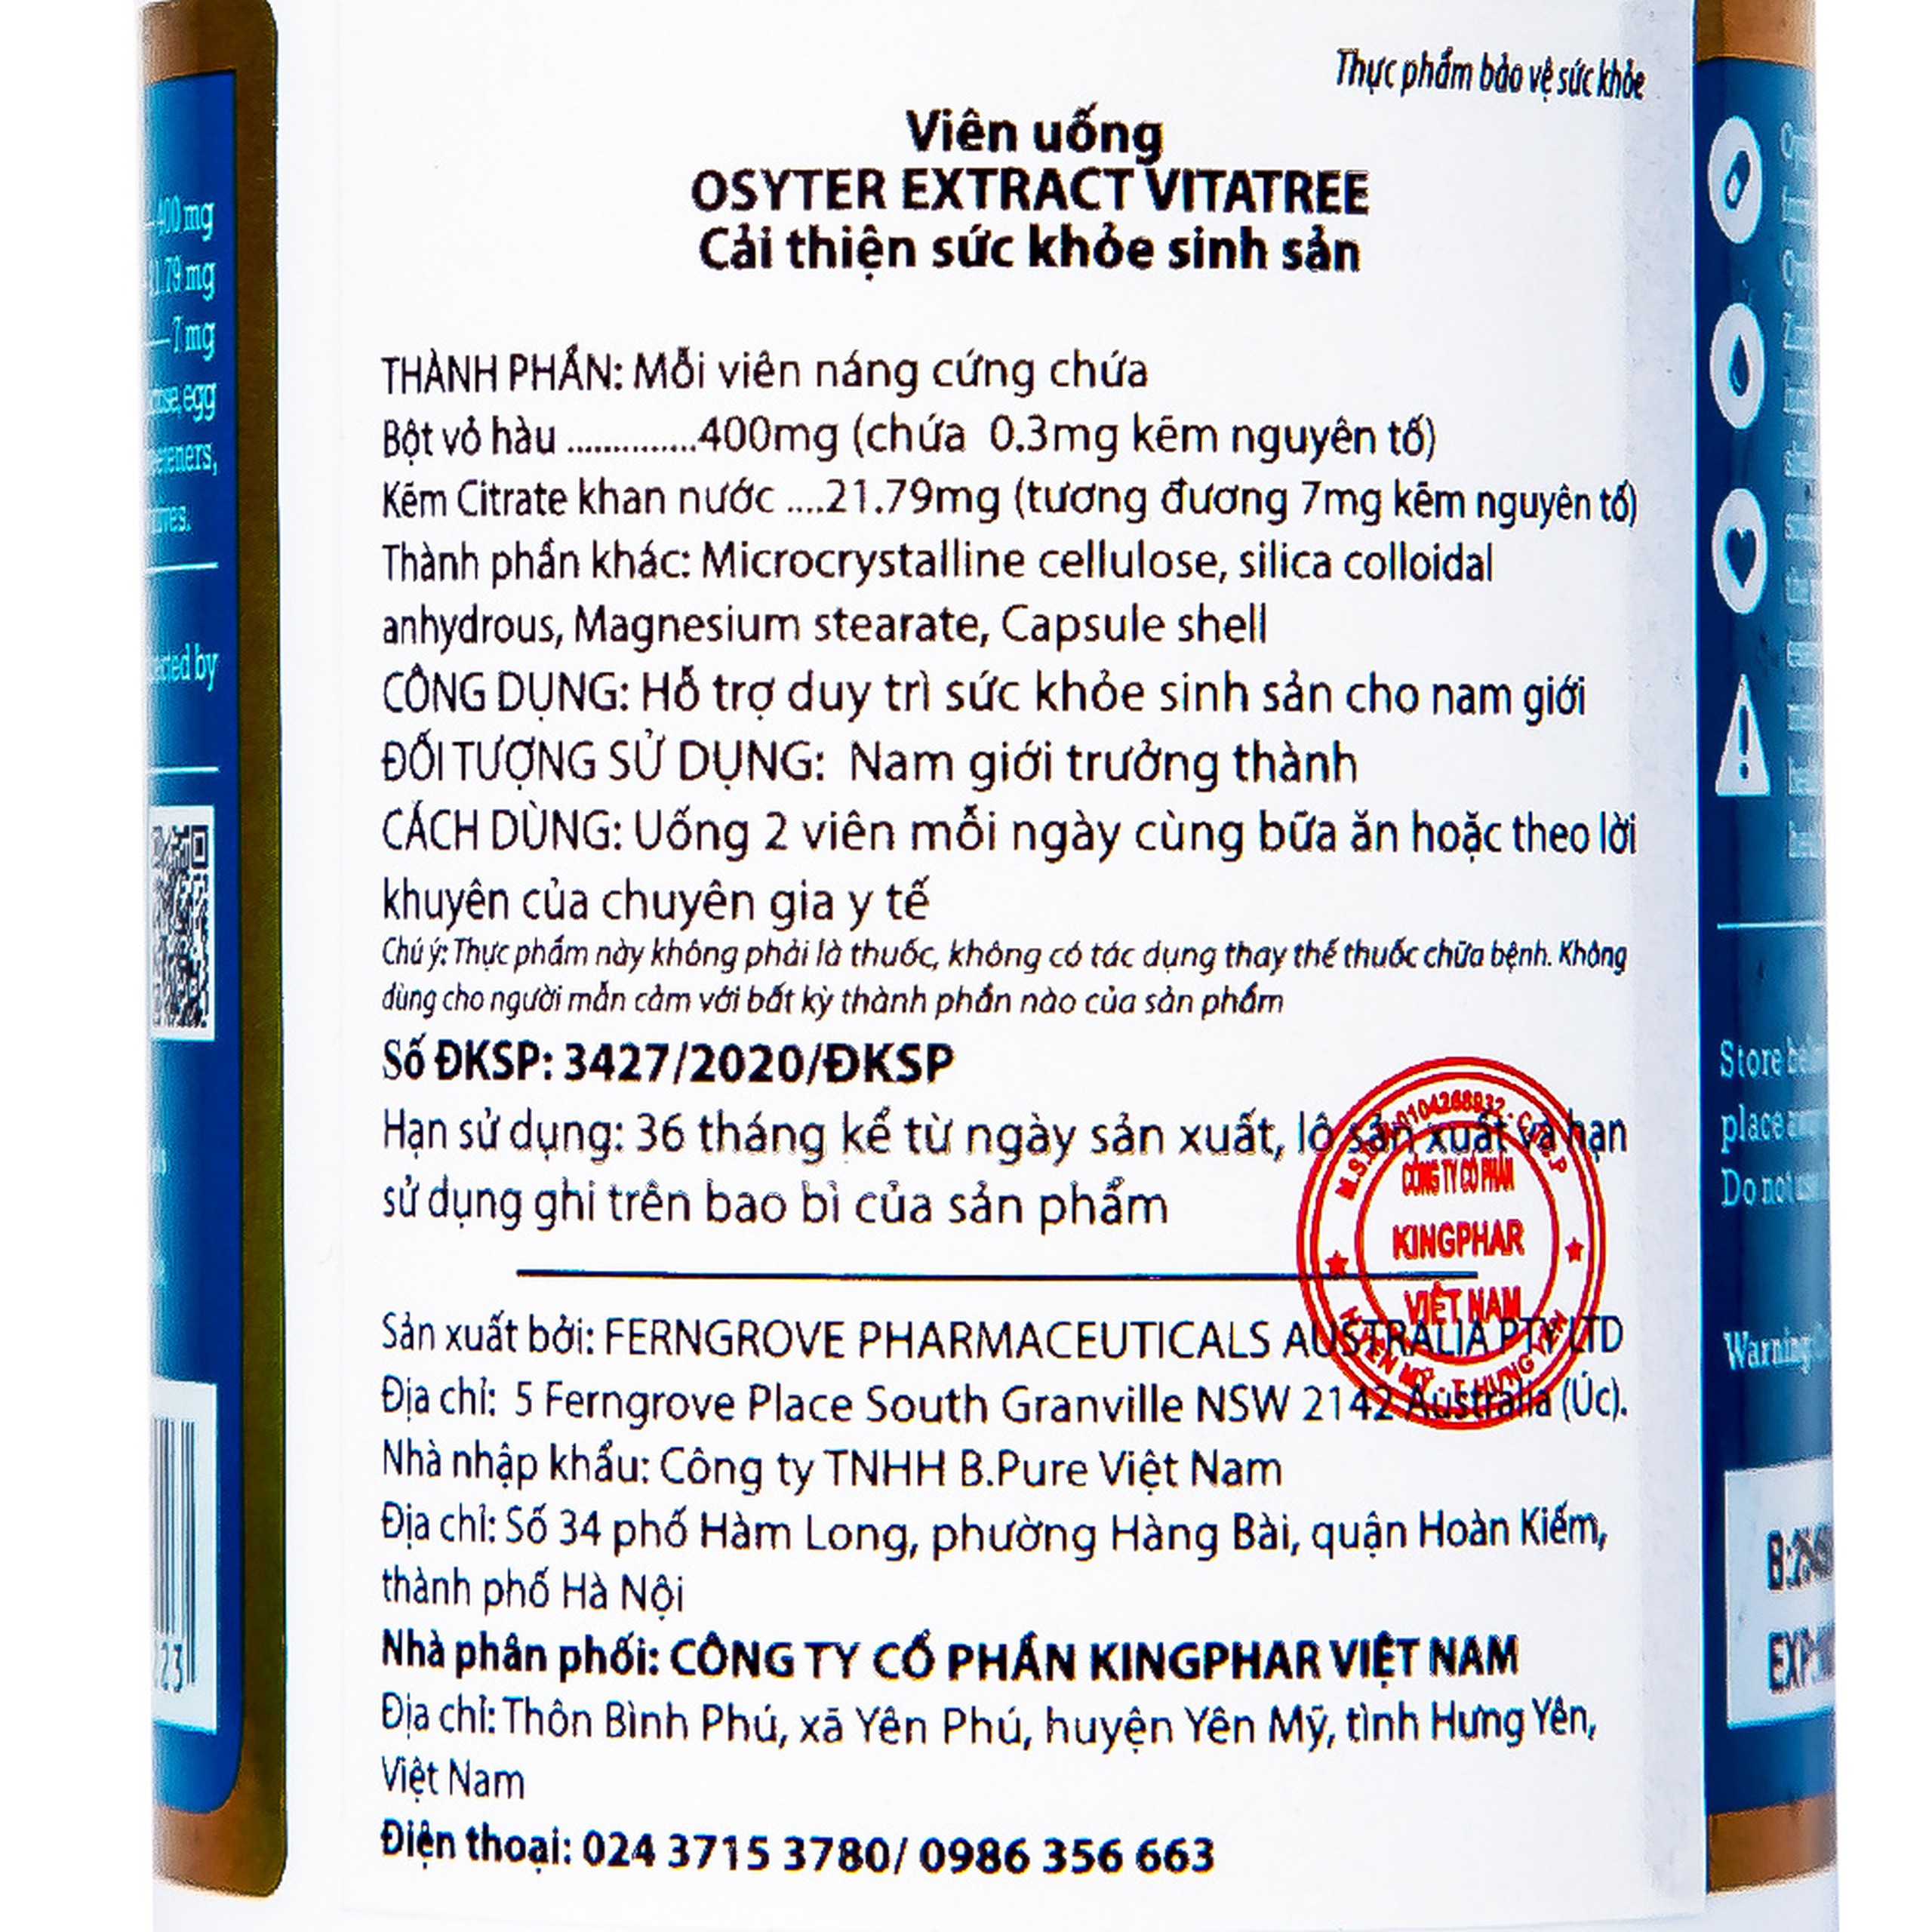 Thực phẩm bảo vệ sức khỏe
Viên uống
OSYTER EXTRACT VITATREE
Cải thiện sức khỏe sinh sản
THÀNH PHẦN: Mỗi viên náng cứng chứa
Bột vỏ hàu ..............400mg (chứa 0.3mg kẽm nguyên tố)
Kẽm Citrate khan nước ....21.79mg (tương đương 7mg kẽm nguyên tố)
Thành phần khác: Microcrystalline cellulose, silica colloidal
anhydrous, Magnesium stearate, Capsule shell
CÔNG DỤNG: Hỗ trợ duy trì sức khỏe sinh sản cho nam giới
ĐỐI TƯỢNG SỬ DỤNG: Nam giới trưởng thành
CÁCH DÙNG: Uống 2 viên mỗi ngày cùng bữa ăn hoặc theo lời
khuyên của chuyên gia y tế
Chú ý: Thực phẩm này không phải là thuốc, không có tác dụng thay thế thuốc chữa bệnh. Không
dùng cho người mẫn cảm với bất kỳ thành phần nào của sản phẩm
Số ĐKSP: 3427/2020/ĐKSP
Hạn sử dụng: 36 tháng kể từ ngày sản xuất, lô sản xuất và hạn
sử dụng ghi trên bao bì của sản phẩm
CÔNG TY CỔ PHẦN
KINGPHAR
VIỆT NAM
Sản xuất bởi: FERNGROVE PHARMACEUTICALS AUSTRALIA PTY LTD
Địa chỉ: 5 Ferngrove Place South Granville NSW 2142 Australia (Úc).
Nhà nhập khẩu: Công ty TNHH B.Pure Việt Nam
Địa chỉ: Số 34 phố Hàm Long, phường Hàng Bài, quận Hoàn Kiếm,
thành phố Hà Nội
Nhà phân phối: CÔNG TY CỔ PHẦN KINGPHAR VIỆT NAM
Địa chỉ: Thôn Bình Phú, xã Yên Phú, huyện Yên Mỹ, tỉnh Hưng Yên,
Việt Nam
Điện thoại: 024 3715 3780/ 0986 356 663
400 mg
7 mg
egg
by
Store
place
Do not
Warning